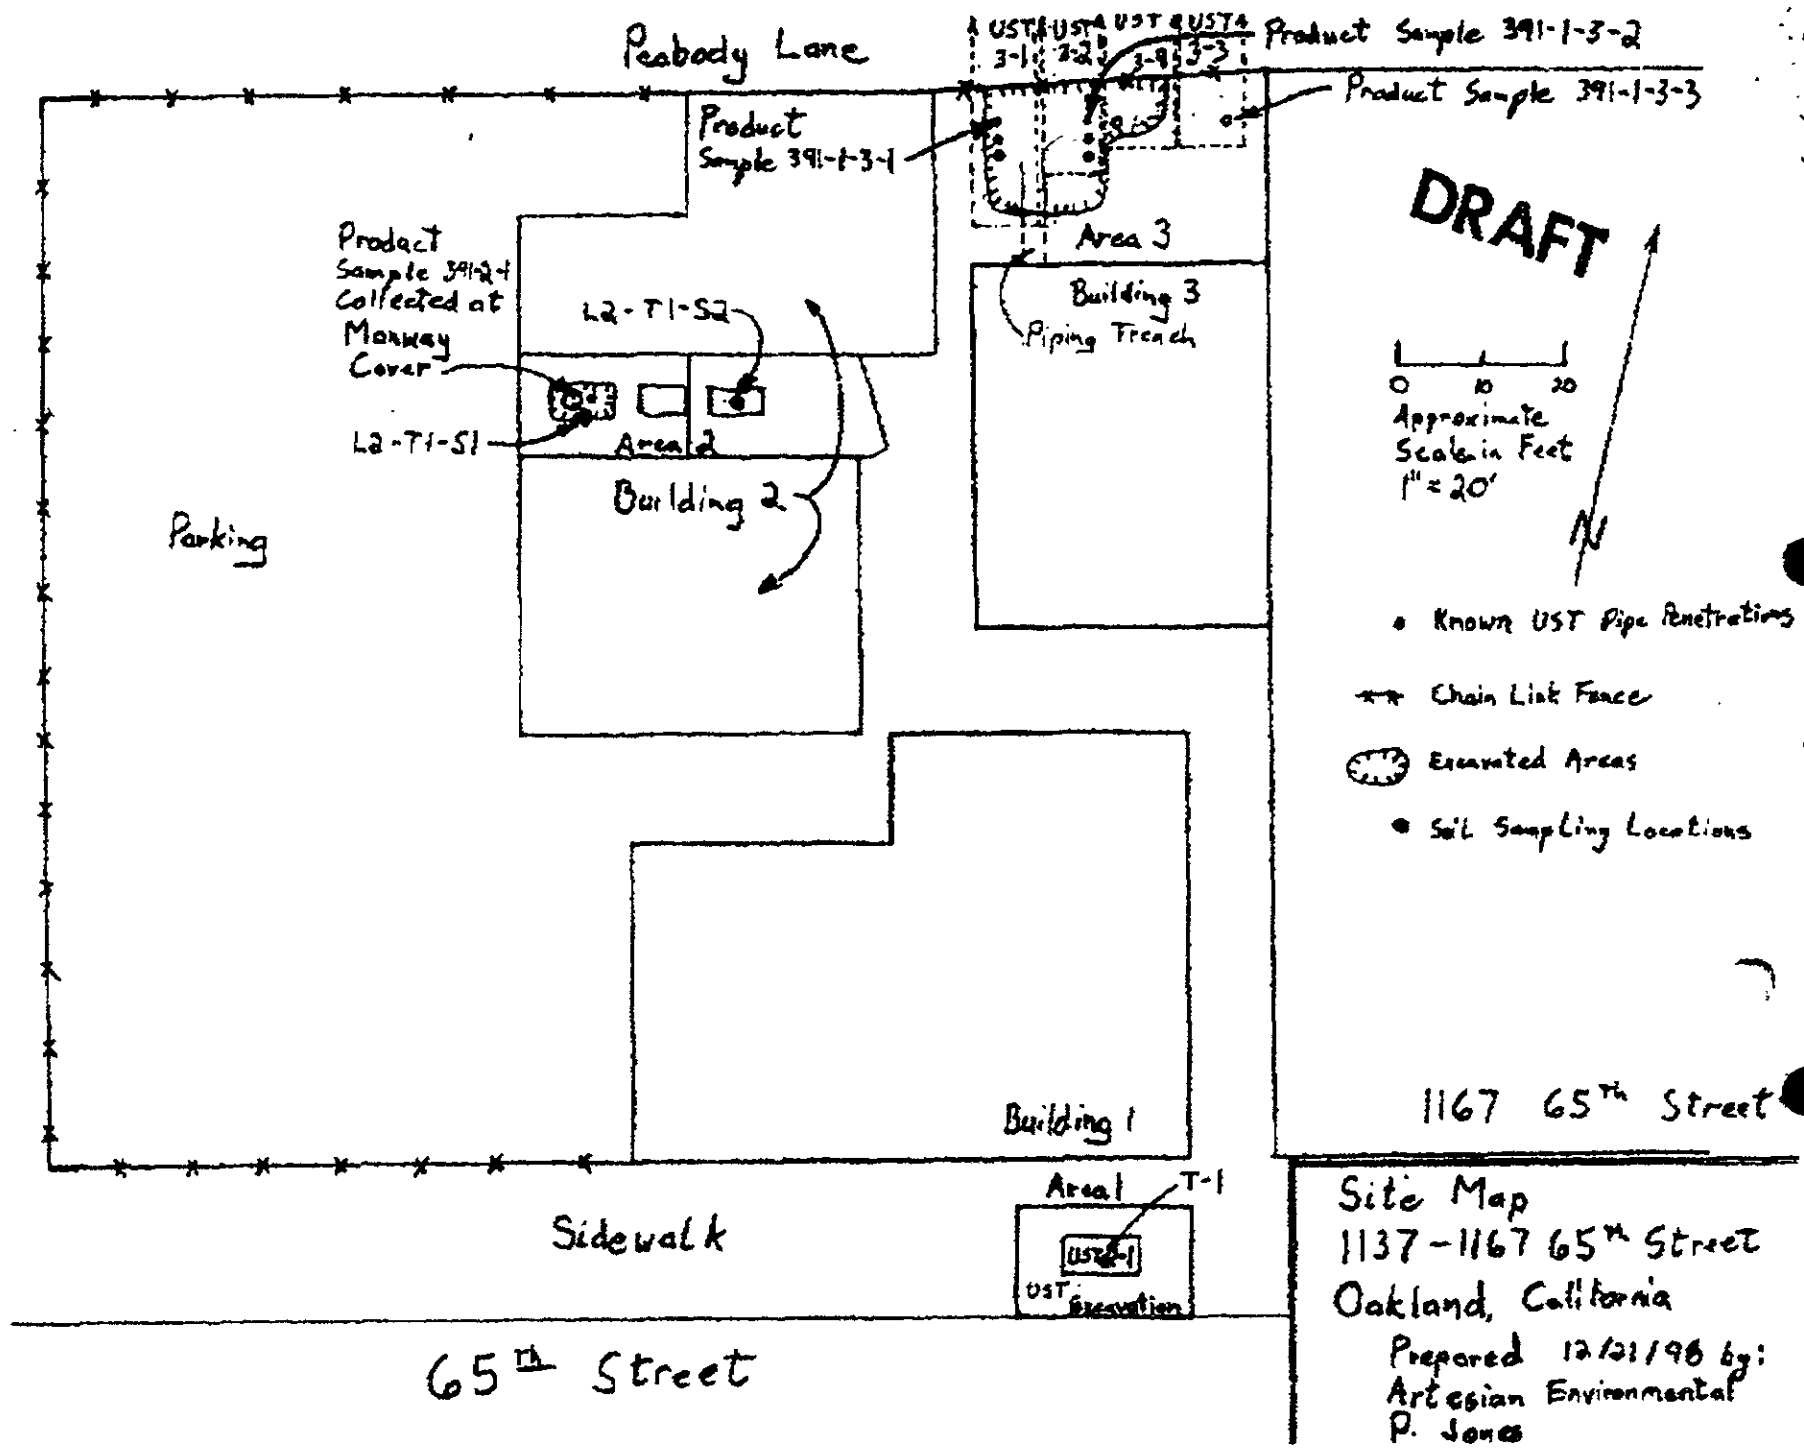 Peabody Lane
UST
3-1
UST
3-2
UST
UST
3-3
Product Sample 391-1-3-2
Product Sample 391-1-3-3
Product
Sample 391-1-3-1
DRAFT
Area 3
Product
Sample 391-2-1
Collected at
Manway
Cover
L2-T1-S2
Building 3
Piping Trench
0 10 20
Approximate
Scale in Feet
1" = 20'
N
L2-T1-S1
Area 2
Building 2
Parking
Known UST Pipe Penetrations
Chain Link Fence
Excavated Areas
Soil Sampling Locations
1167 65th Street
Building 1
Area 1
T-1
UST
UST
Excavation
Sidewalk
65th Street
Site Map
1137-1167 65th Street
Oakland, California
Prepared 12/21/98 by:
Artesian Environmental
P. Jones